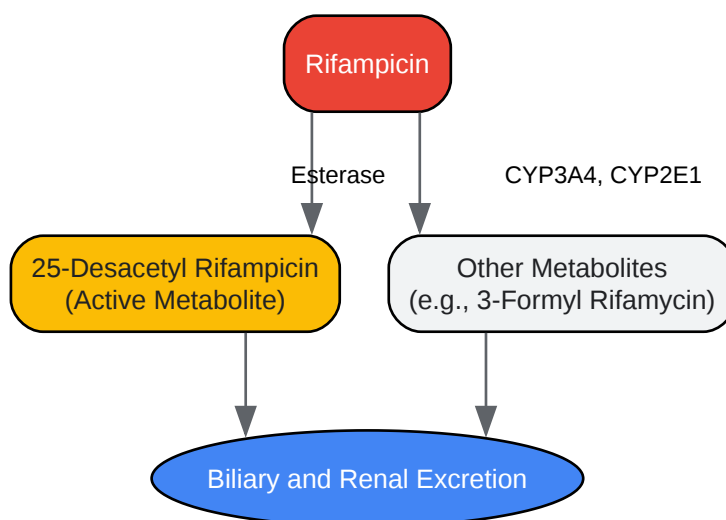 Rifampicin
Esterase
CYP3A4, CYP2E1
25-Desacetyl Rifampicin
(Active Metabolite)
Other Metabolites
(e.g., 3-Formyl Rifamycin)
Biliary and Renal Excretion